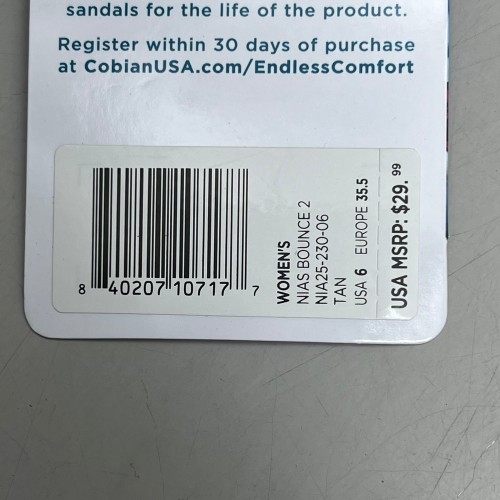 sandals for the life of the product.
Register within 30 days of purchase
at CobianUSA.com/EndlessComfort
8 40207 10717 7
WOMEN'S
NIAS BOUNCE 2
NIA25-230-06
TAN
USA 6 EUROPE 35.5
USA MSRP: $29.99